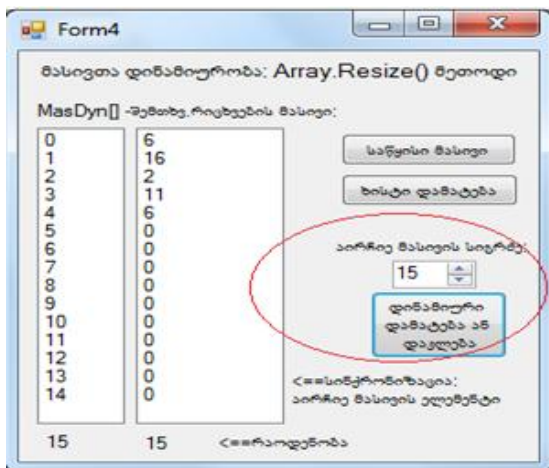 Form4
მასივთა დინამიურობა: Array.Resize() მეთოდი
MasDyn[] -შემთხვ.რიცხვების მასივი:
0 6
1 16
2 2
3 11
4 6
5 0
6 0
7 0
8 0
9 0
10 0
11 0
12 0
13 0
14 0
საწყისი მასივი
ხისტი დამატება
აირჩიე მასივის სიგრძე:
15
დინამიური
დამატება ან
დაკლება
<==სინქრონიზაცია:
აირჩიე მასივის ელემენტი
15 15 <==რაოდენობა